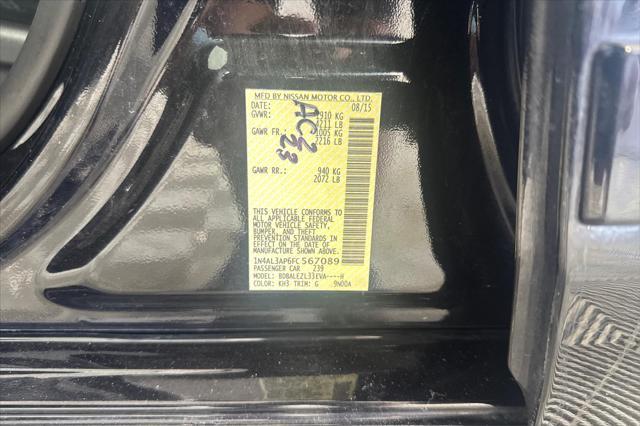 MFD BY NISSAN MOTOR CO., LTD.
DATE: 08/15
GVWR: 1910 KG
4211 LB
GAWR FR.: 1005 KG
2216 LB
GAWR RR.: 940 KG
2072 LB
AC2
23
THIS VEHICLE CONFORMS TO
ALL APPLICABLE FEDERAL
MOTOR VEHICLE SAFETY,
BUMPER, AND THEFT
PREVENTION STANDARDS
IN EFFECT ON THE DATE OF
MANUFACTURE SHOWN ABOVE.
1N4AL3AP6FC567089
PASSENGER CAR 239
MODEL: BDBALEZL33EVA----H
COLOR: KH3 TRIM: G 9N00A